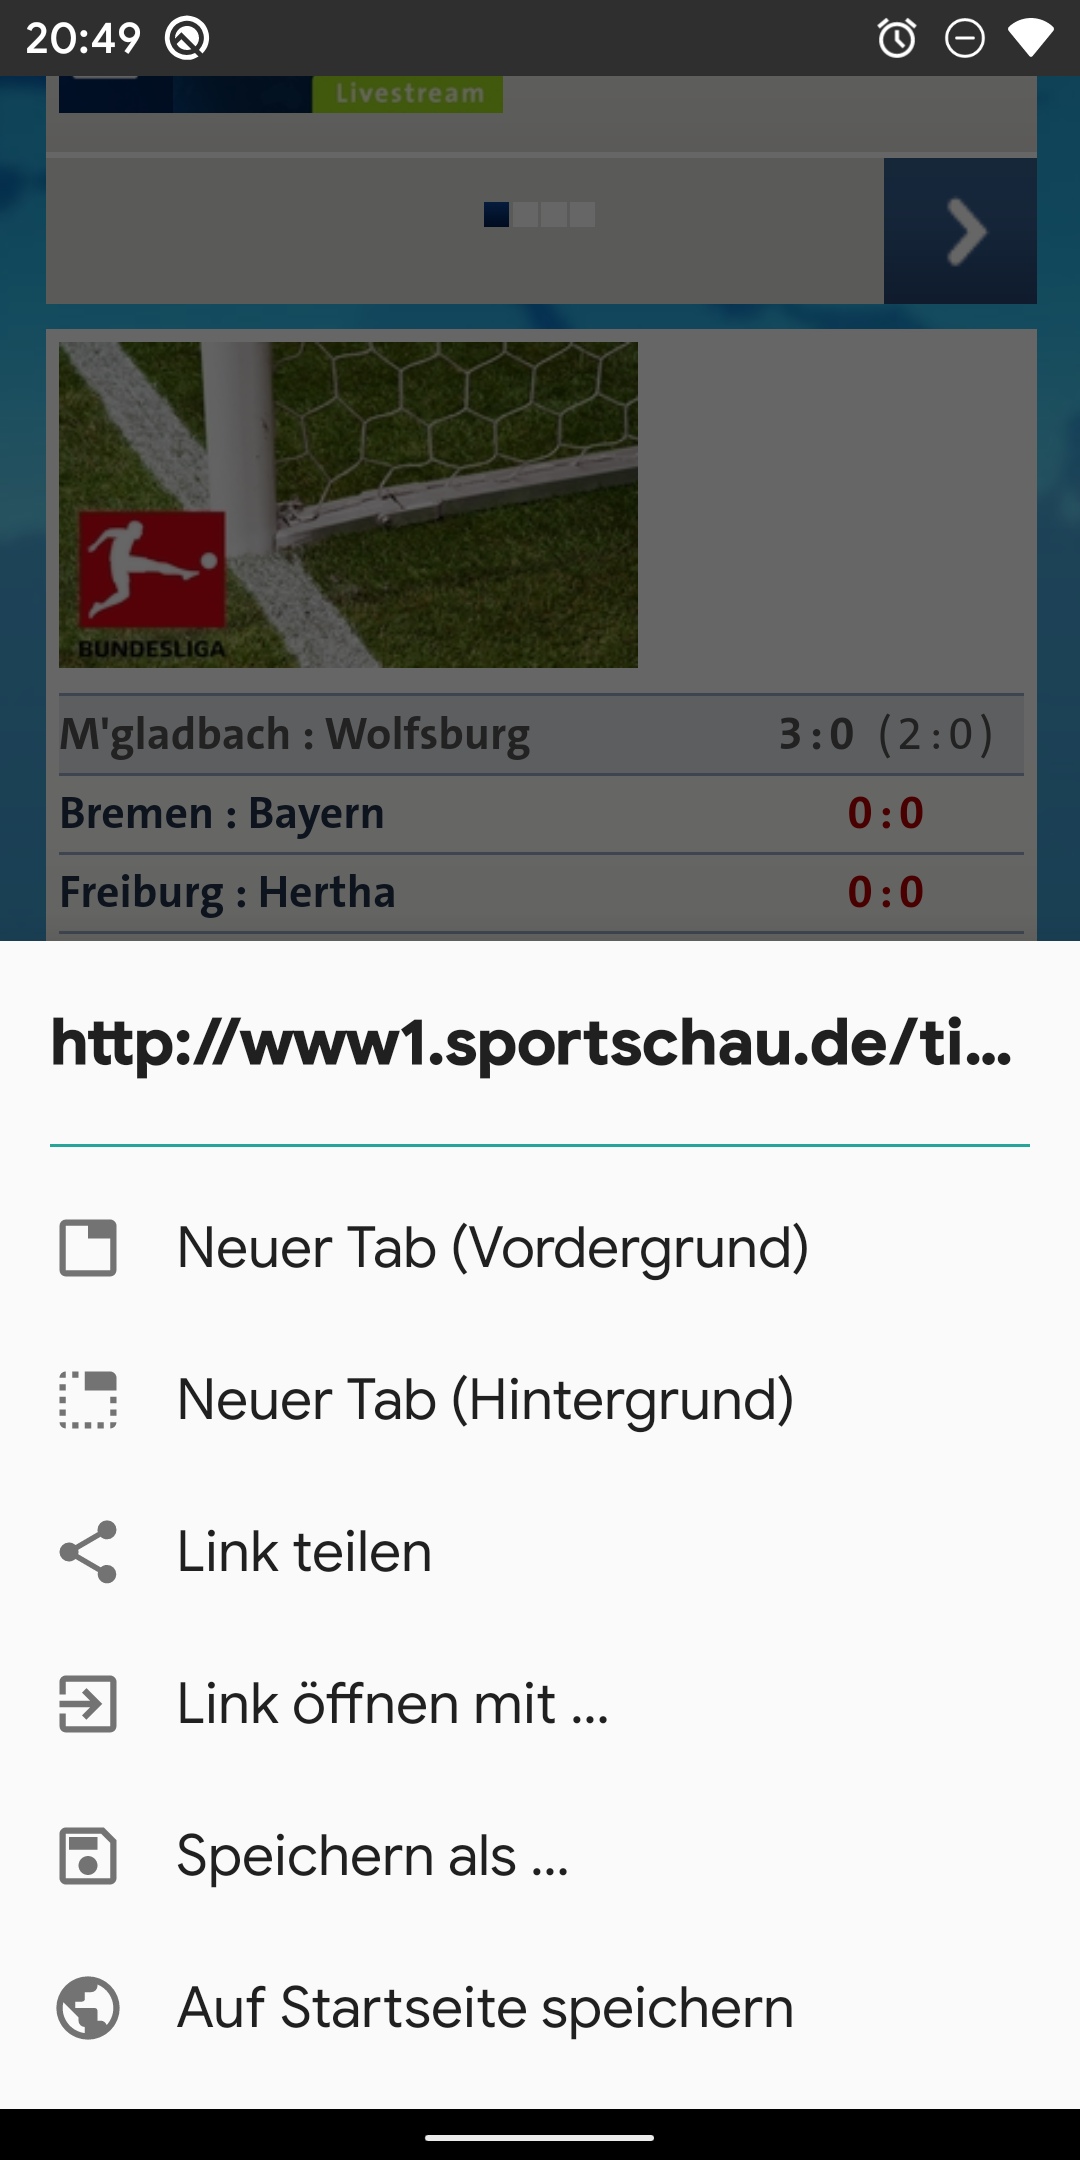 20:49
Livestream
BUNDESLIGA
M'gladbach : Wolfsburg 3:0 (2:0)
Bremen : Bayern 0:0
Freiburg : Hertha 0:0
http://www1.sportschau.de/ti...
Neuer Tab (Vordergrund)
Neuer Tab (Hintergrund)
Link teilen
Link öffnen mit ...
Speichern als ...
Auf Startseite speichern